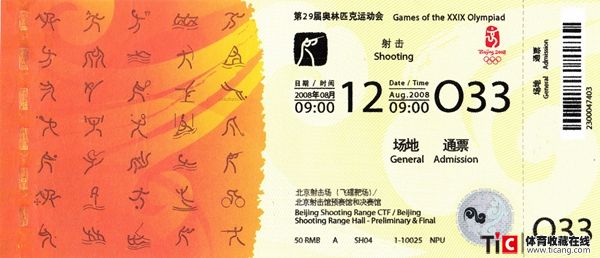 第29届奥林匹克运动会 Games of the XXIX Olympiad
射击
Shooting
Beijing 2008
日期 / 时间
2008年08月
09:00
12
Date / Time
Aug.2008
09:00
O33
场地 通票
General Admission
北京射击场（飞碟靶场）/
北京射击馆预赛馆和决赛馆
Beijing Shooting Range CTF / Beijing
Shooting Range Hall - Preliminary & Final
50 RMB A SH04 1-10025 NPU
场地 通票
General Admission
2300047403
O33
TiC 体育收藏在线
www.ticang.com